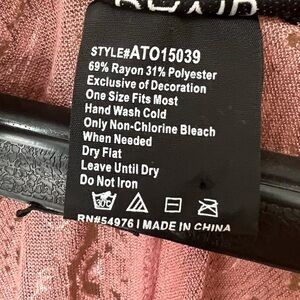 STYLE#ATO15039
69% Rayon 31% Polyester
Exclusive of Decoration
One Size Fits Most
Hand Wash Cold
Only Non-Chlorine Bleach
When Needed
Dry Flat
Leave Until Dry
Do Not Iron
30°C
RN#54976 I MADE IN CHINA